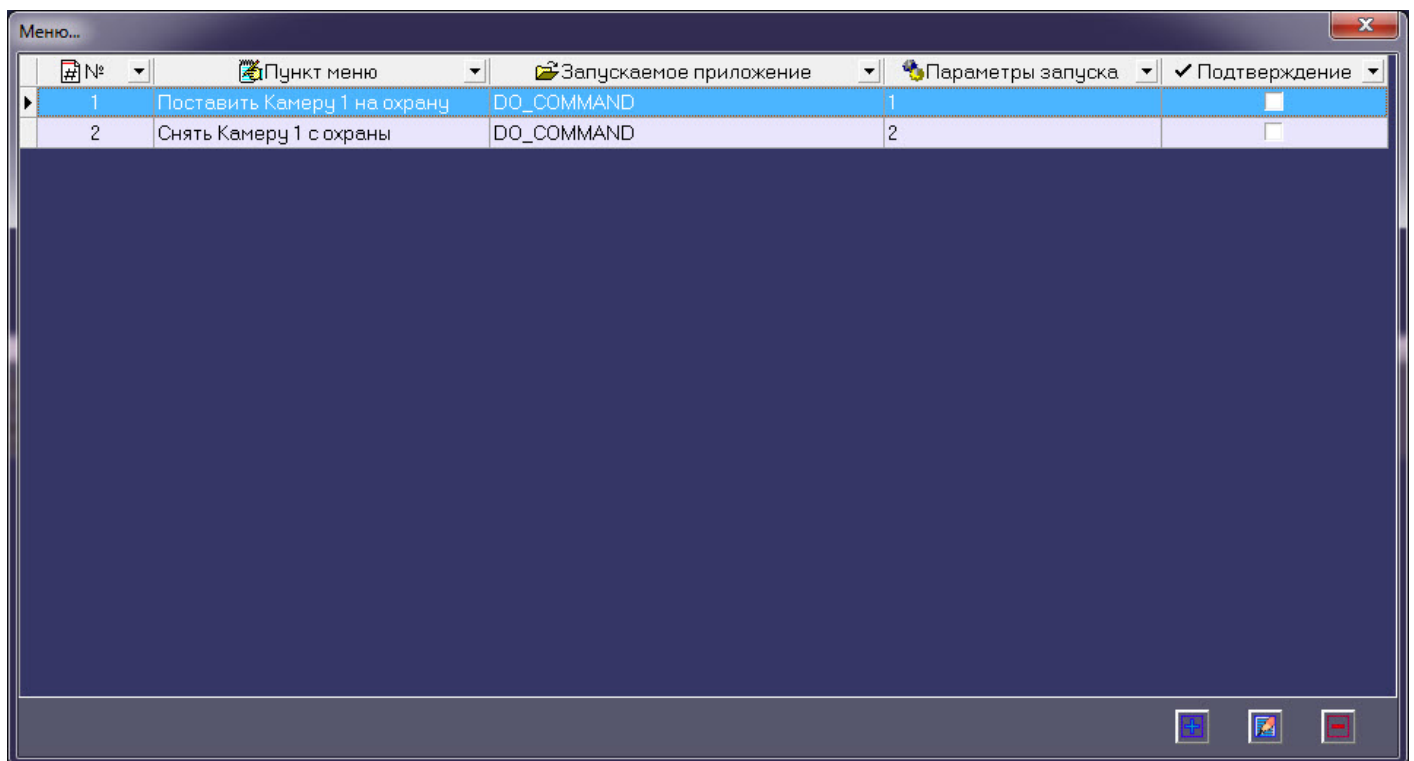 Меню...
№ Пункт меню Запускаемое приложение Параметры запуска Подтверждение
1 Поставить Камеру 1 на охрану DO_COMMAND 1
2 Снять Камеру 1 с охраны DO_COMMAND 2